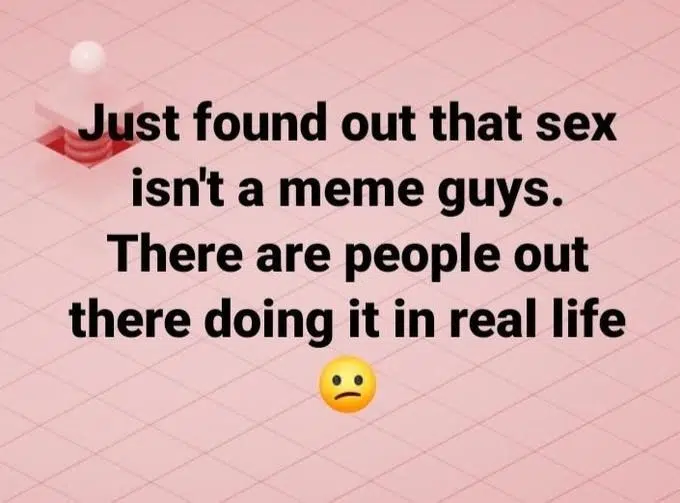 Just found out that sex
isn't a meme guys.
There are people out
there doing it in real life
😕